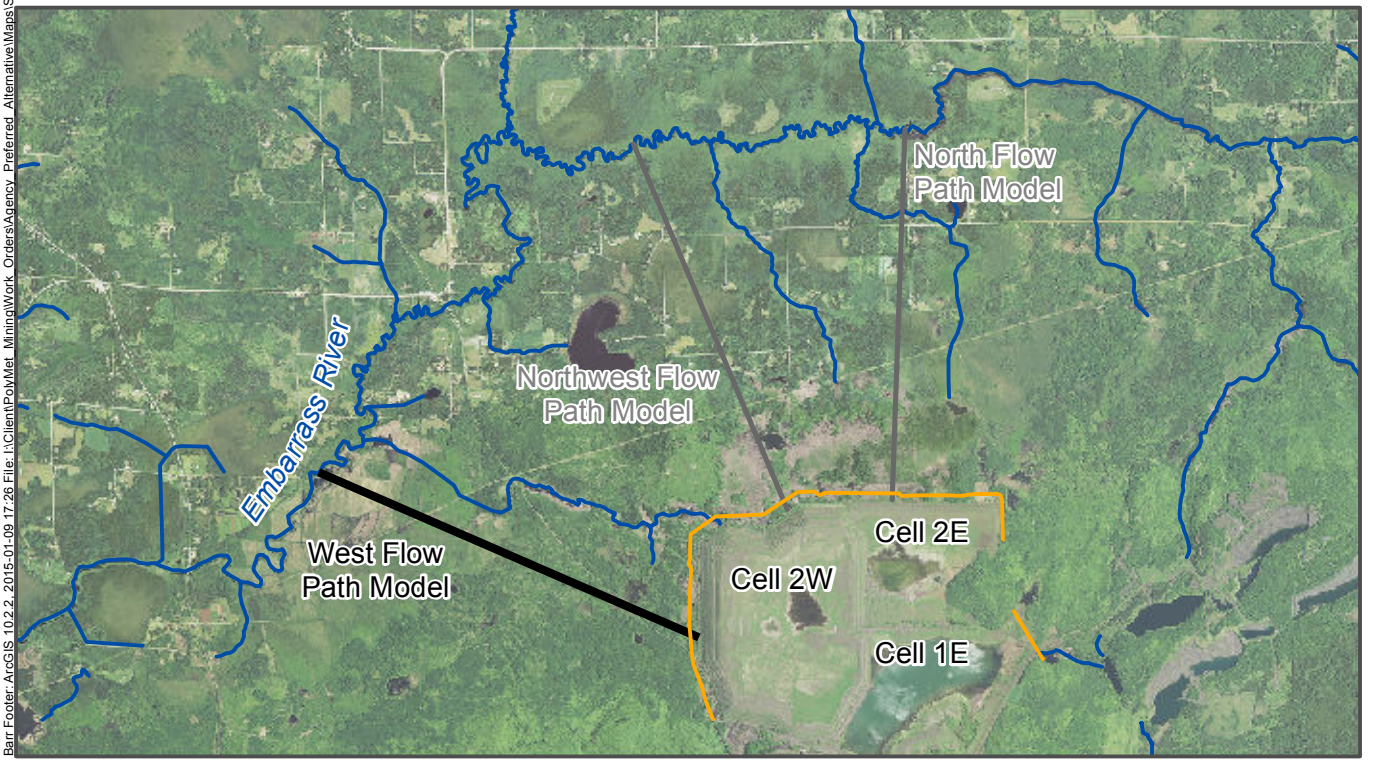 North Flow
Path Model
Northwest Flow
Path Model
Embarrass River
West Flow
Path Model
Cell 2E
Cell 2W
Cell 1E
Barr Footer: ArcGIS 10.2.2, 2015-01-09 17:26 File: I:\Client\PolyMet_Mining\Work_Orders\Agency_Preferred_Alternative\Maps\S